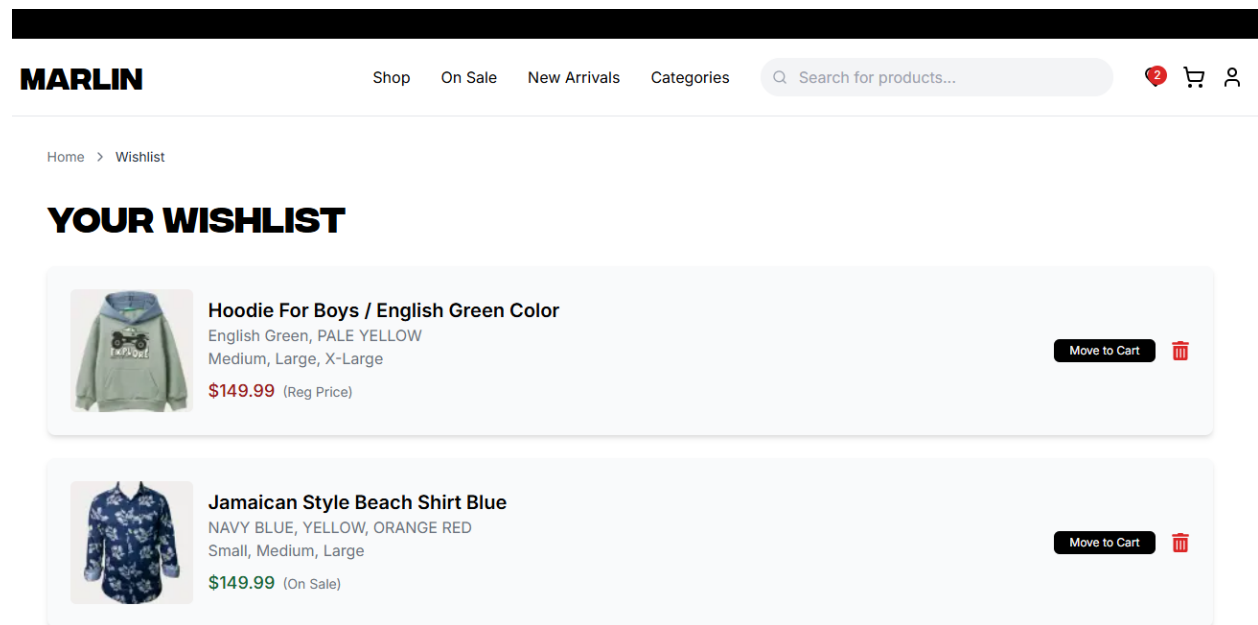 MARLIN
Shop On Sale New Arrivals Categories Search for products... 2
Home > Wishlist
YOUR WISHLIST
Hoodie For Boys / English Green Color
English Green, PALE YELLOW
Medium, Large, X-Large
$149.99 (Reg Price)
Move to Cart
EXPLORE
Jamaican Style Beach Shirt Blue
NAVY BLUE, YELLOW, ORANGE RED
Small, Medium, Large
$149.99 (On Sale)
Move to Cart